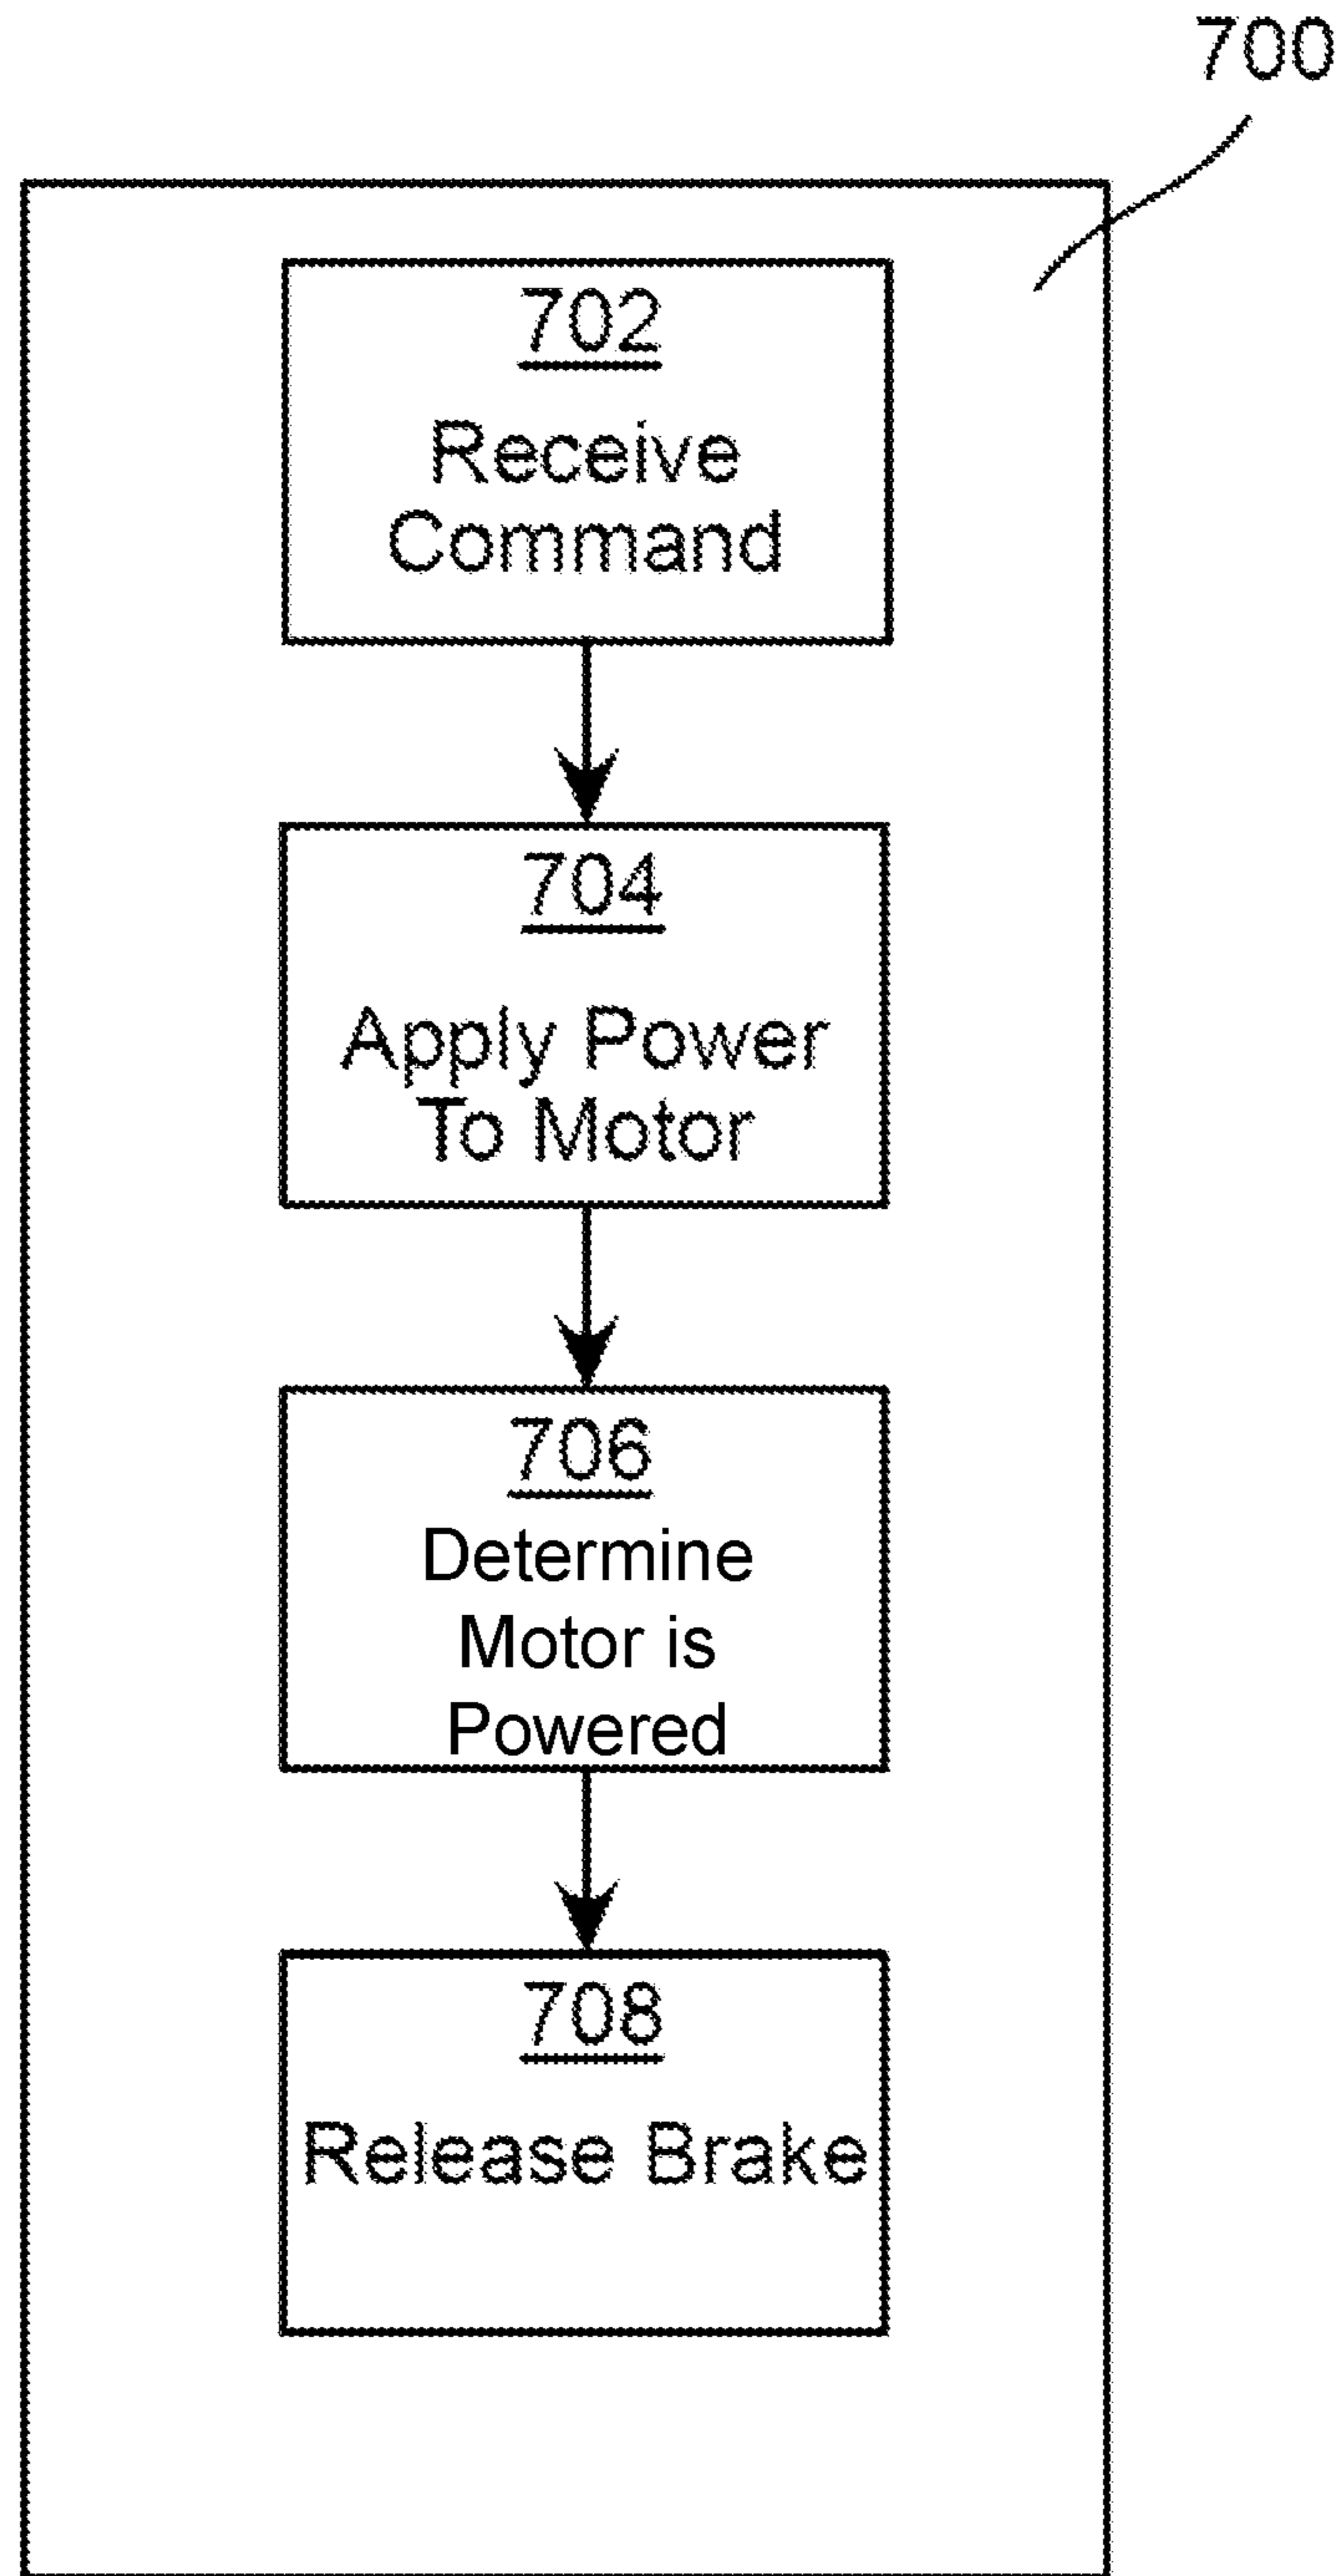 700
702
Receive
Command
704
Apply Power
To Motor
706
Determine
Motor is
Powered
708
Release Brake